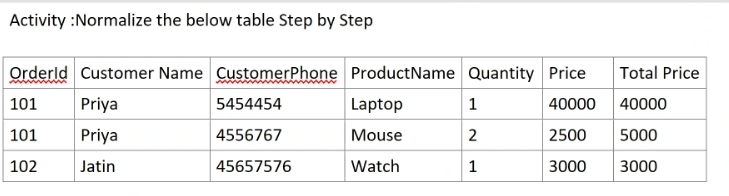 Activity :Normalize the below table Step by Step
OrderId Customer Name CustomerPhone ProductName Quantity Price Total Price
101 Priya 5454454 Laptop 1 40000 40000
101 Priya 4556767 Mouse 2 2500 5000
102 Jatin 45657576 Watch 1 3000 3000